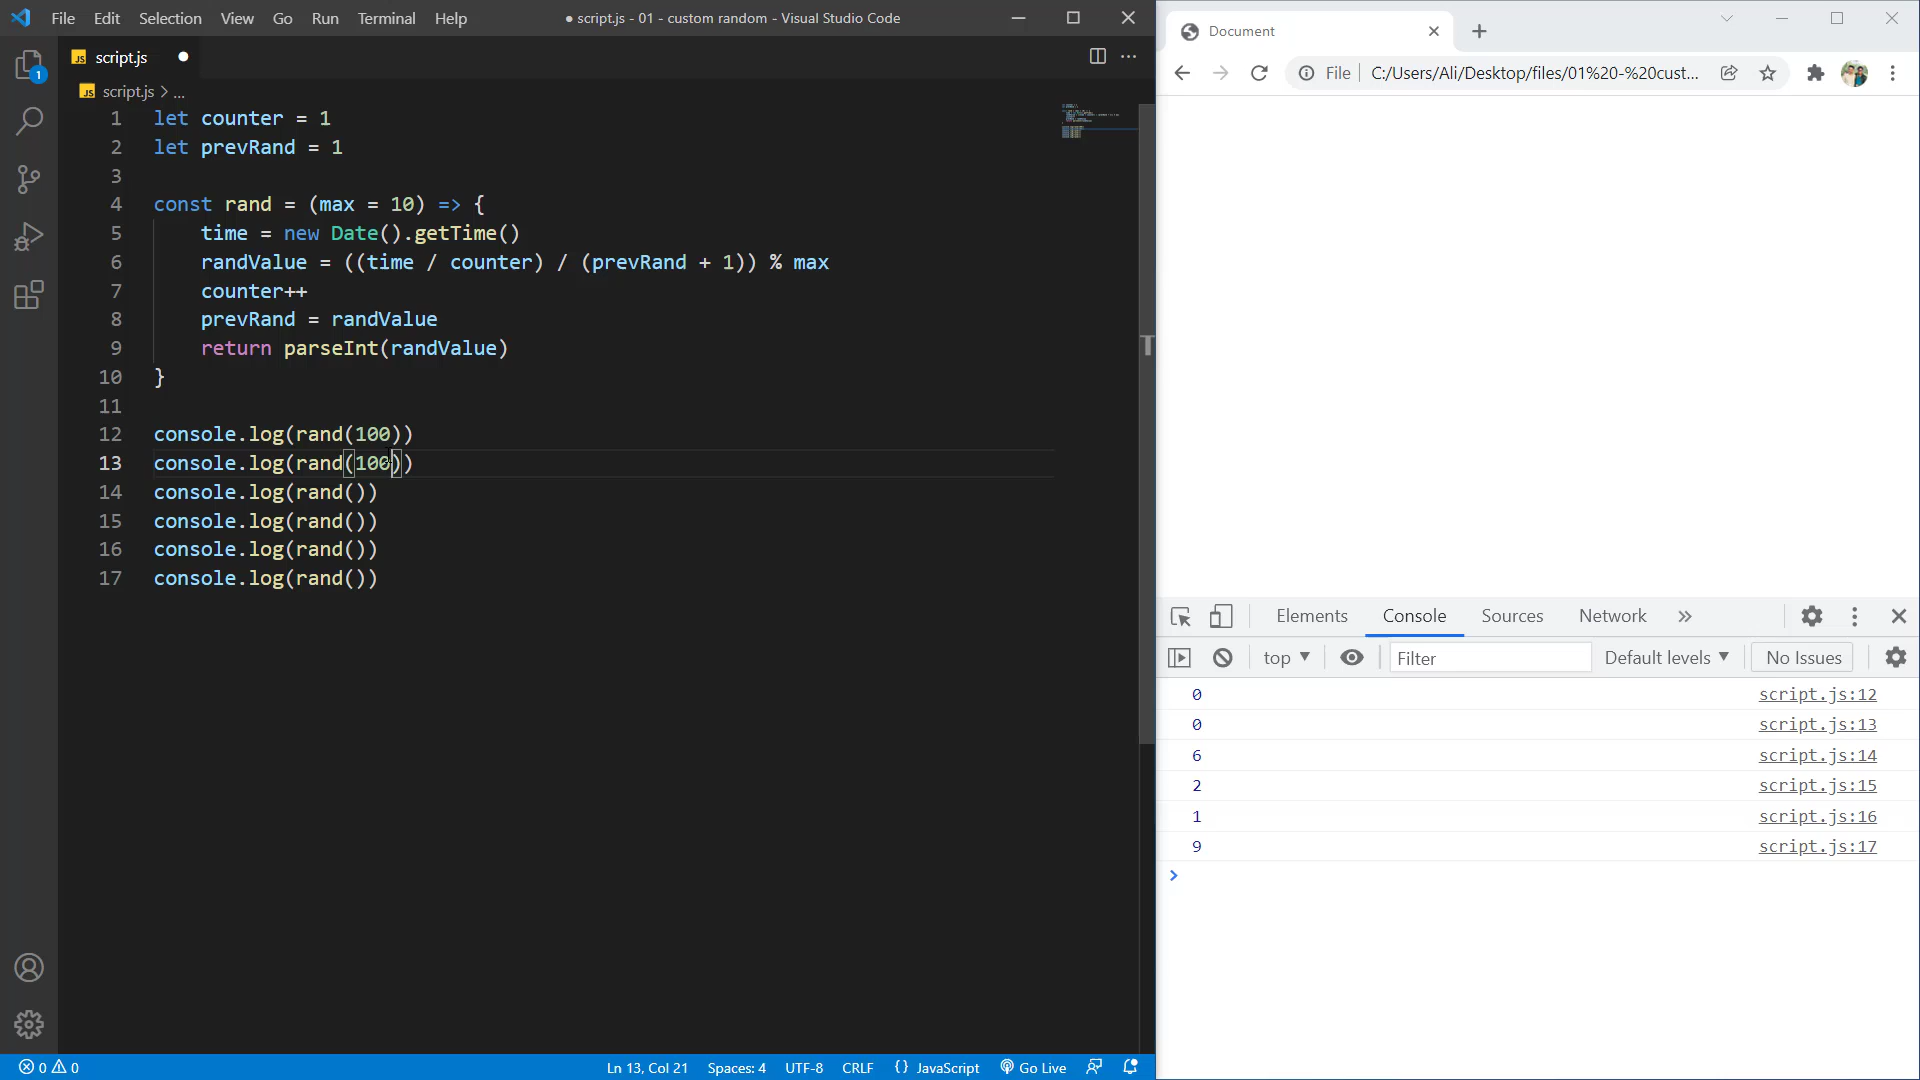 File Edit Selection View Go Run Terminal Help
● script.js - 01 - custom random - Visual Studio Code
JS script.js ●
JS script.js > ...
1 let counter = 1
2 let prevRand = 1
3
4 const rand = (max = 10) => {
5 time = new Date().getTime()
6 randValue = ((time / counter) / (prevRand + 1)) % max
7 counter++
8 prevRand = randValue
9 return parseInt(randValue)
10 }
11
12 console.log(rand(100))
13 console.log(rand(100))
14 console.log(rand())
15 console.log(rand())
16 console.log(rand())
17 console.log(rand())
1
0 0 Ln 13, Col 21 Spaces: 4 UTF-8 CRLF {} JavaScript Go Live
Document
File C:/Users/Ali/Desktop/files/01%20-%20cust...
Elements Console Sources Network »
top ▼ Filter Default levels ▼ No Issues
0 script.js:12
0 script.js:13
6 script.js:14
2 script.js:15
1 script.js:16
9 script.js:17
>